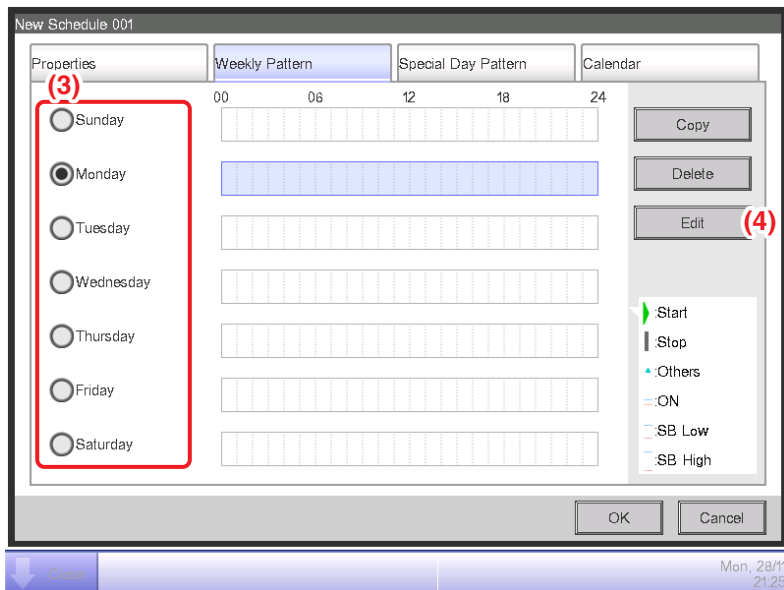 New Schedule 001
Properties Weekly Pattern Special Day Pattern Calendar
(3)
00 06 12 18 24
Sunday
Copy
Monday
Delete
Tuesday
Edit (4)
Wednesday
:Start
Thursday
:Stop
:Others
Friday
:ON
:SB Low
Saturday
:SB High
OK Cancel
Close
Mon, 28/11
21:25